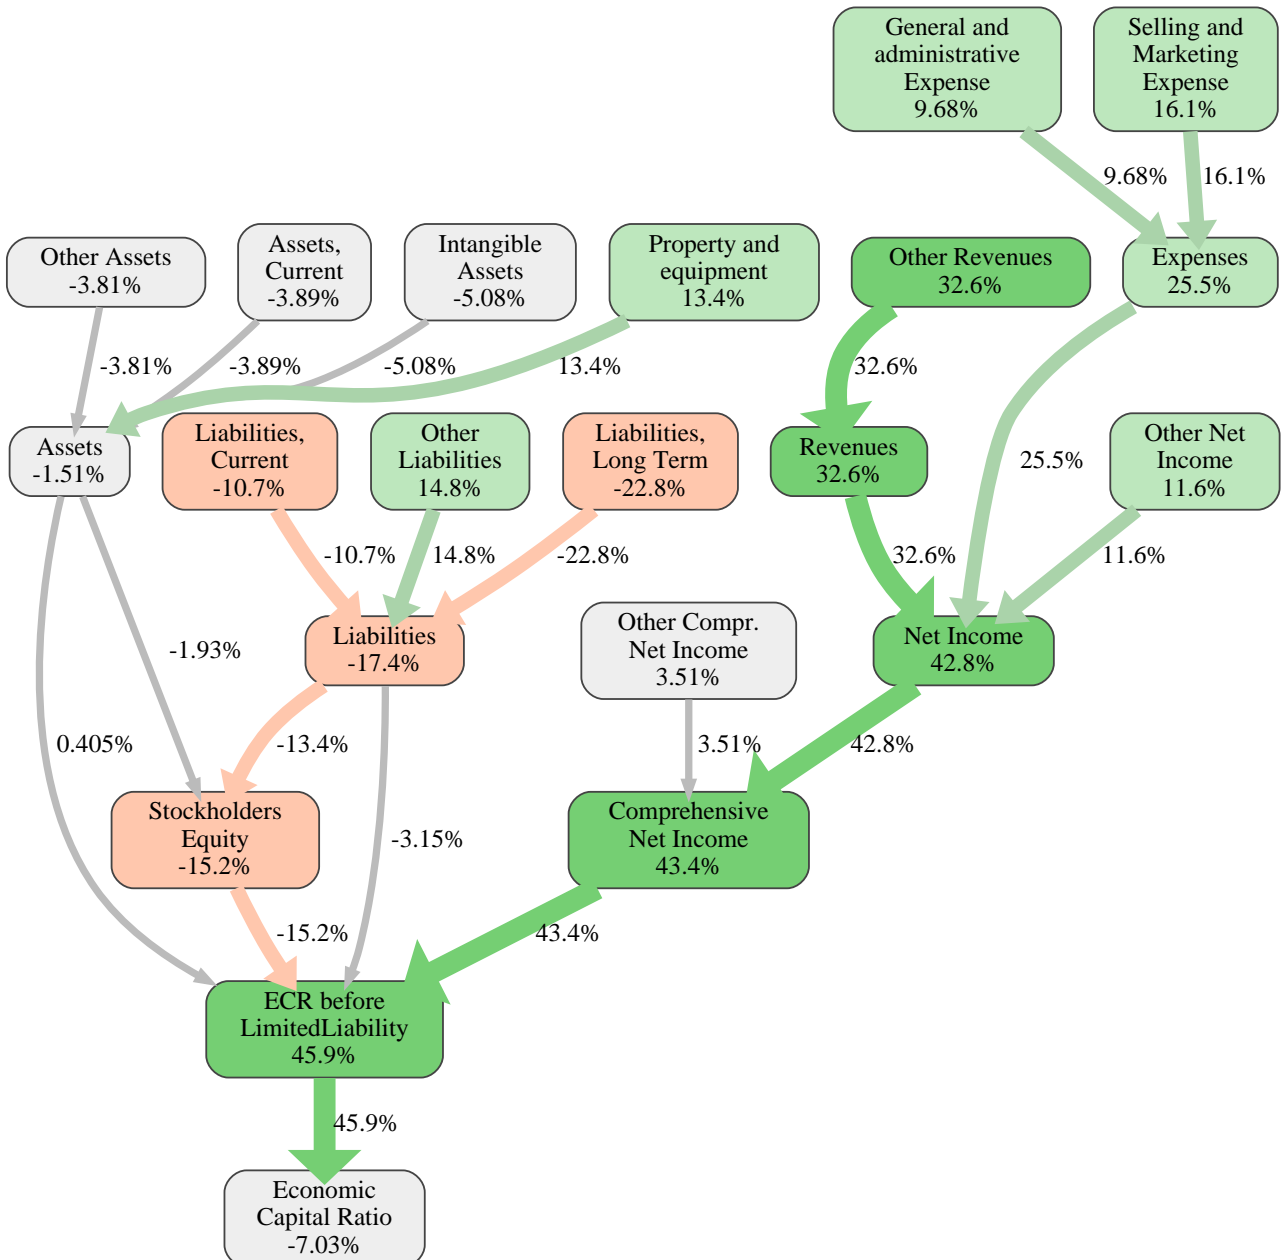 General and
administrative
Expense
9.68%
Selling and
Marketing
Expense
16.1%
9.68%
16.1%
Other Assets
-3.81%
Assets,
Current
-3.89%
Intangible
Assets
-5.08%
Property and
equipment
13.4%
Other Revenues
32.6%
Expenses
25.5%
-3.81%
-3.89%
-5.08%
13.4%
32.6%
25.5%
Assets
-1.51%
Liabilities,
Current
-10.7%
Other
Liabilities
14.8%
Liabilities,
Long Term
-22.8%
Revenues
32.6%
Other Net
Income
11.6%
-10.7%
14.8%
-22.8%
32.6%
11.6%
Liabilities
-17.4%
Other Compr.
Net Income
3.51%
Net Income
42.8%
-1.93%
0.405%
-13.4%
3.51%
42.8%
Stockholders
Equity
-15.2%
-3.15%
Comprehensive
Net Income
43.4%
-15.2%
43.4%
ECR before
LimitedLiability
45.9%
45.9%
Economic
Capital Ratio
-7.03%